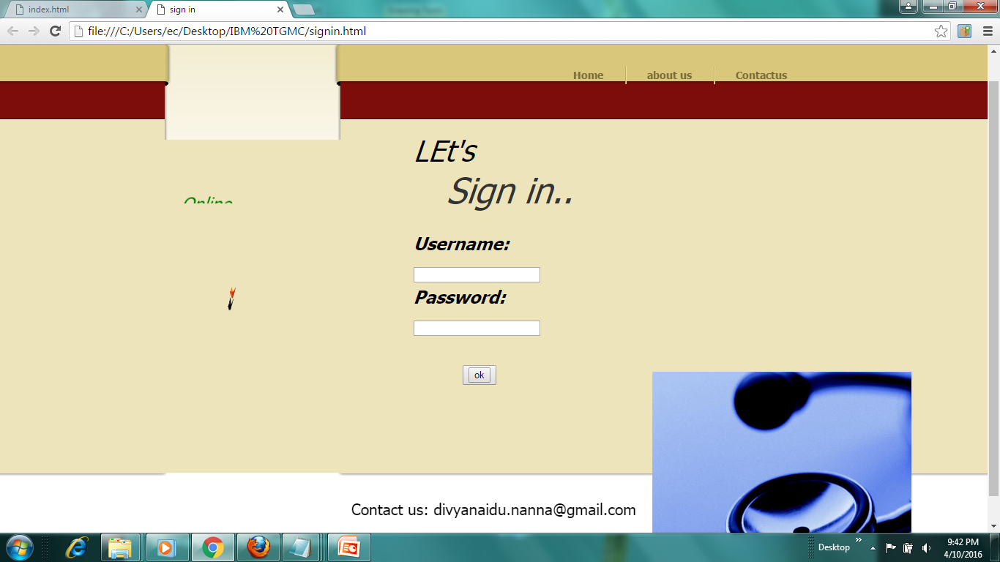 index.html
sign in
file:///C:/Users/ec/Desktop/IBM%20TGMC/signin.html
Home
about us
Contactus
LEt's
Sign in..
Online
Username:
Password:
ok
Contact us: divyanaidu.nanna@gmail.com
Desktop
9:42 PM
4/10/2016